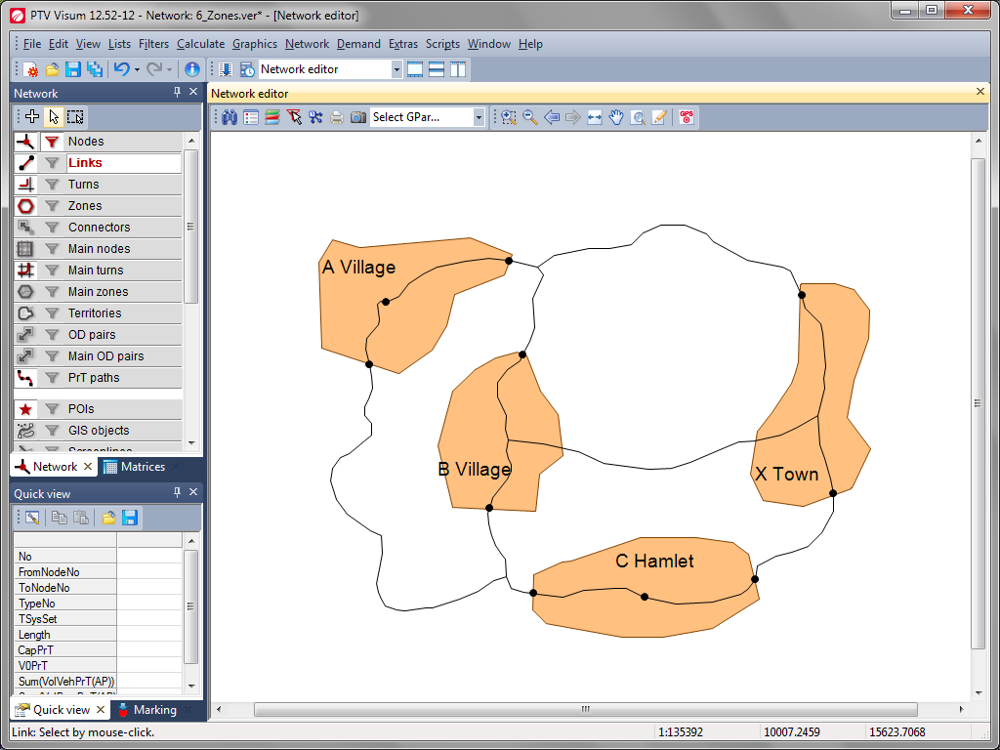 PTV Visum 12.52-12 - Network: 6_Zones.ver* - [Network editor]
File Edit View Lists Filters Calculate Graphics Network Demand Extras Scripts Window Help
Network editor
Network
Network editor
Select GPar...
GPS
Nodes
Links
Turns
Zones
Connectors
Main nodes
Main turns
Main zones
Territories
OD pairs
Main OD pairs
PrT paths
POIs
GIS objects
Screenlines
Network Matrices
Quick view
No
FromNodeNo
ToNodeNo
TypeNo
TSysSet
Length
CapPrT
V0PrT
Sum(VolVehPrT(AP))
Quick view Marking
A Village
B Village
X Town
C Hamlet
Link: Select by mouse-click.
1:135392 10007.2459 15623.7068